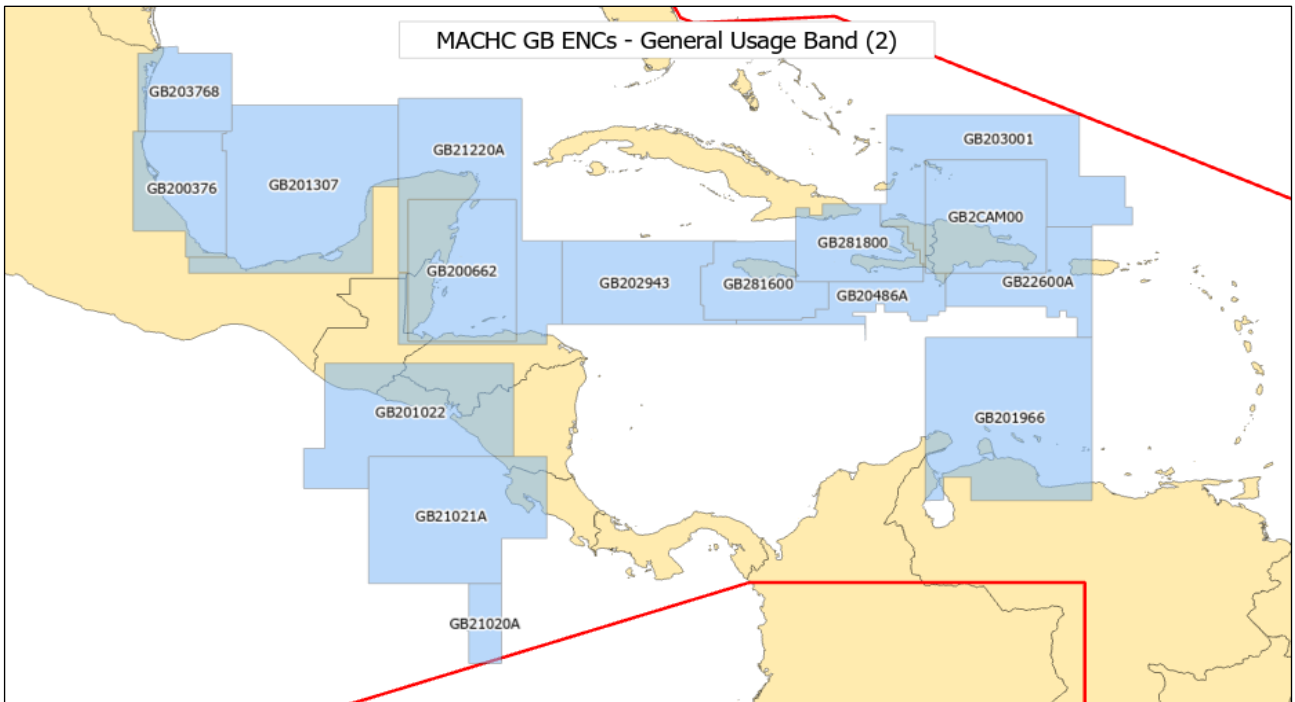 MACHC GB ENCs - General Usage Band (2)
GB203768
GB203001
GB21220A
GB201307
GB200376
GB2CAM00
GB281800
GB200662
GB202943
GB281600
GB22600A
GB20486A
GB201022
GB201966
GB21021A
GB21020A